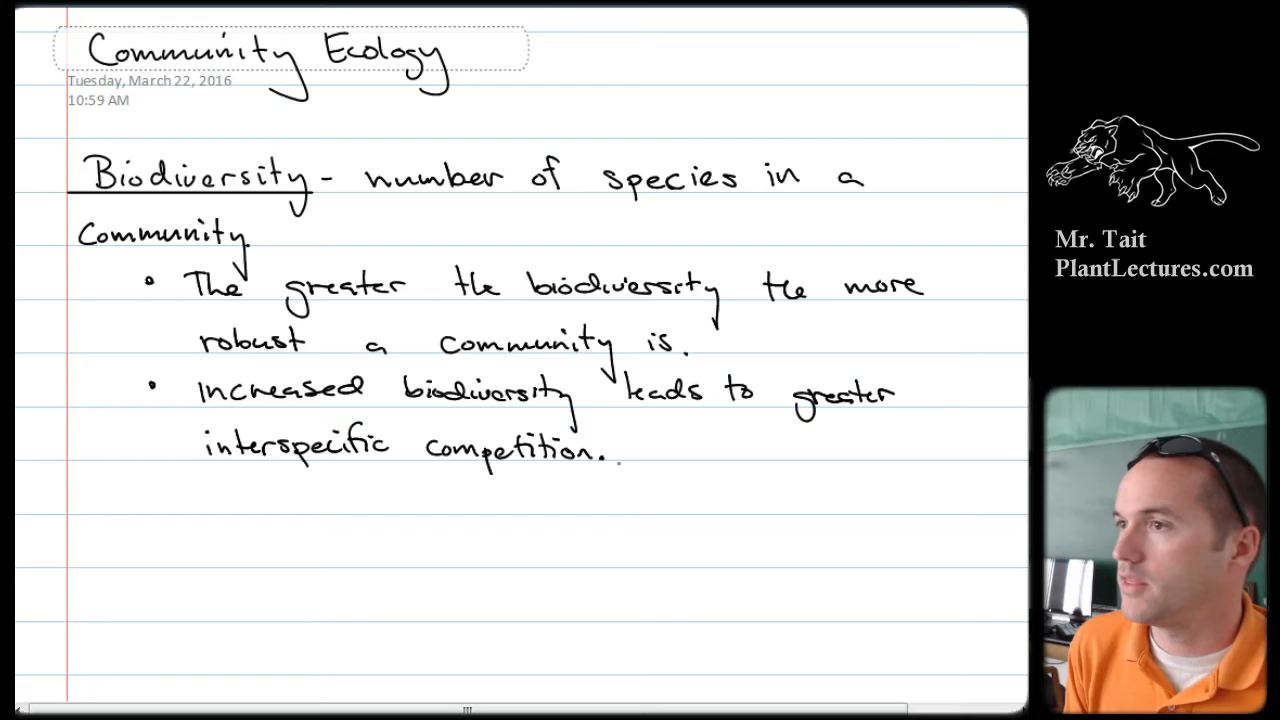 Community Ecology
Tuesday, March 22, 2016
10:59 AM
Biodiversity - number of species in a
Community
• The greater the biodiversity the more
robust a community is.
• Increased biodiversity leads to greater
interspecific competition.
Mr. Tait
PlantLectures.com